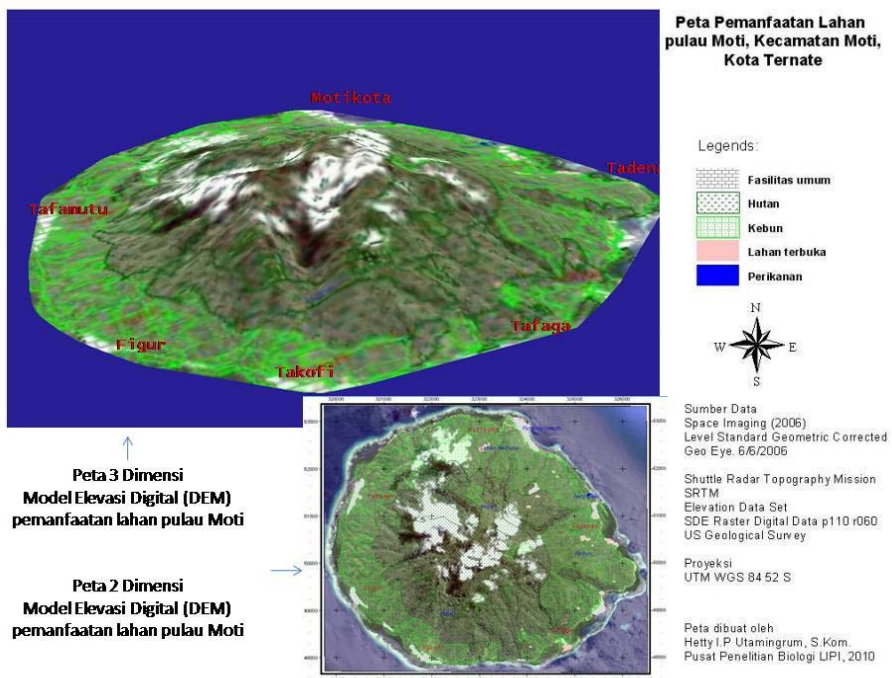 Peta Pemanfaatan Lahan
pulau Moti, Kecamatan Moti,
Kota Ternate
Motikota
Tadena
Tafamutu
Figur
Takofi
Tafaga
Legends:
Fasilitas umum
Hutan
Kebun
Lahan terbuka
Perikanan
N
W E
S
Peta 3 Dimensi
Model Elevasi Digital (DEM)
pemanfaatan lahan pulau Moti
Peta 2 Dimensi
Model Elevasi Digital (DEM)
pemanfaatan lahan pulau Moti
Sumber Data
Space Imaging (2006)
Level Standard Geometric Corrected
Geo Eye. 6/6/2006
Shuttle Radar Topography Mission
SRTM
Elevation Data Set
SDE Raster Digital Data p110 r060
US Geological Survey
Proyeksi
UTM WGS 84 52 S
Peta dibuat oleh
Hetty I.P Utamingrum, S.Kom.
Pusat Penelitian Biologi LIPI, 2010